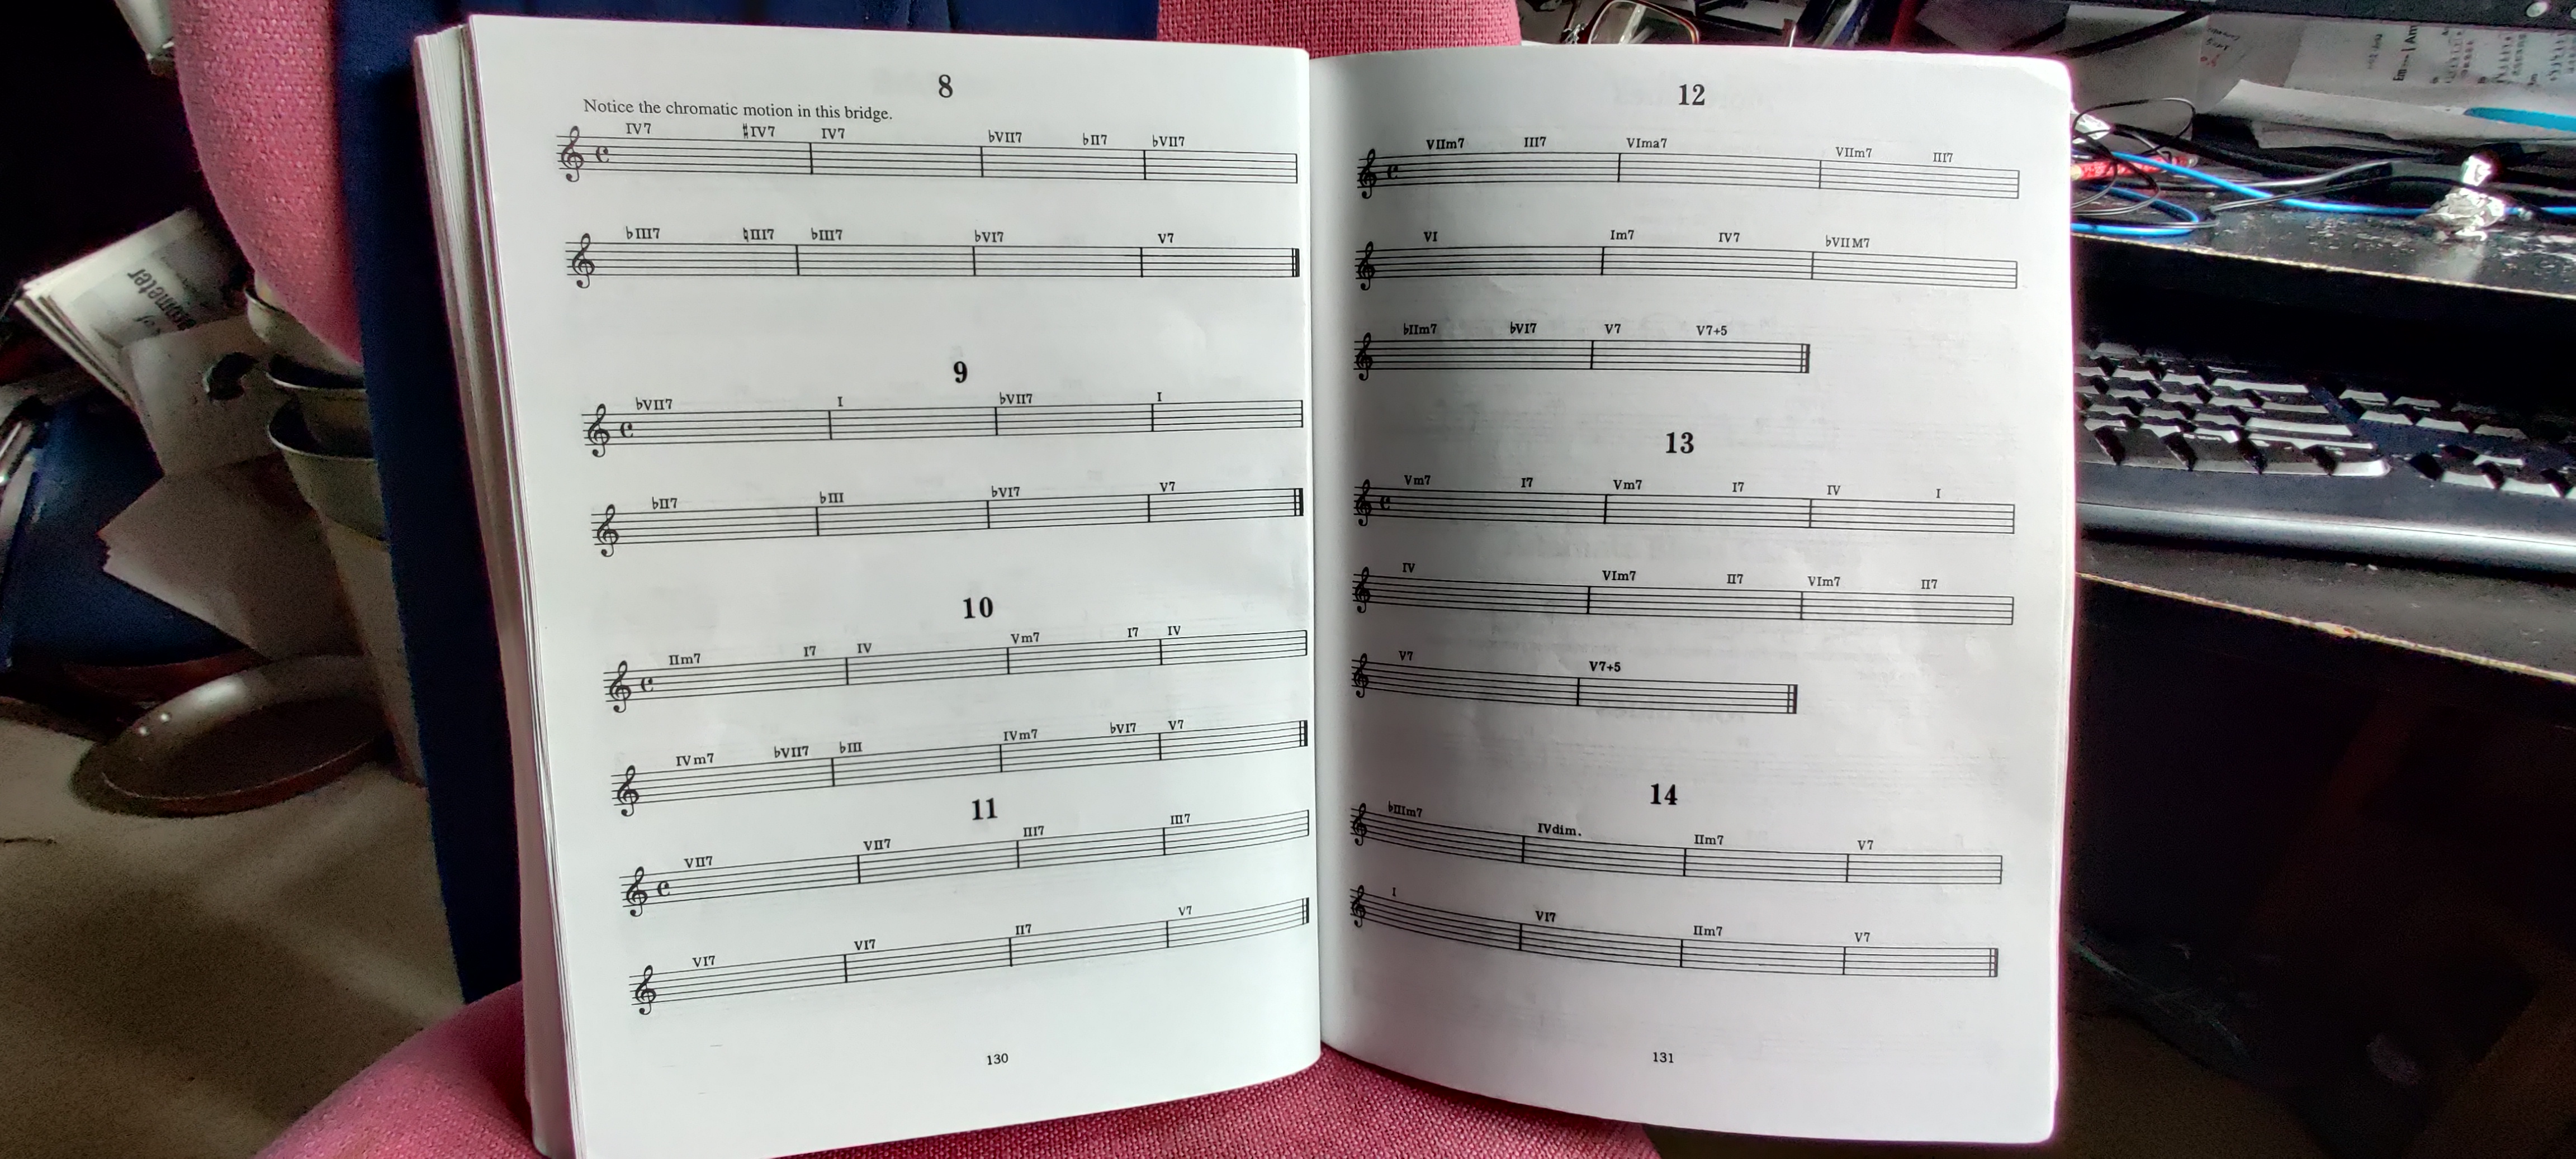 8
Notice the chromatic motion in this bridge.
IV7 ♯IV7 IV7 ♭VII7 ♭II7 ♭VII7
♭III7 ♮III7 ♭III7 ♭VI7 V7
9
♭VII7 I ♭VII7 I
♭II7 ♭III ♭VI7 V7
10
IIm7 I7 IV Vm7 I7 IV
IVm7 ♭VII7 ♭III IVm7 ♭VI7 V7
11
VII7 VII7 III7 III7
VI7 VI7 II7 V7
130
12
VIIm7 III7 VIma7 VIIm7 III7
VI Im7 IV7 ♭VIIM7
♭IIm7 ♭VI7 V7 V7+5
13
Vm7 I7 Vm7 I7 IV I
IV VIm7 II7 VIm7 II7
V7 V7+5
14
♭IIIm7 IVdim. IIm7 V7
I VI7 IIm7 V7
131